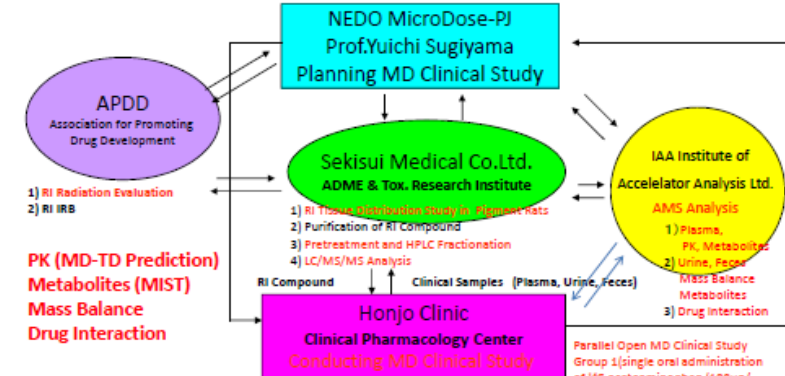 NEDO MicroDose-PJ
Prof.Yuichi Sugiyama
Planning MD Clinical Study
APDD
Association for Promoting
Drug Development
1) RI Radiation Evaluation
2) RI IRB
Sekisui Medical Co.Ltd.
ADME & Tox. Research Institute
1) RI Tissue Distribution Study in Pigment Rats
2) Purification of RI Compound
3) Pretreatment and HPLC Fractionation
4) LC/MS/MS Analysis
IAA Institute of
Accelelator Analysis Ltd.
AMS Analysis
1) Plasma,
PK, Metabolites
2) Urine, Feces
Mass Balance
Metabolites
3) Drug Interaction
PK (MD-TD Prediction)
Metabolites (MIST)
Mass Balance
Drug Interaction
RI Compound
Clinical Samples (Plasma, Urine, Feces)
Honjo Clinic
Clinical Pharmacology Center
Conducting MD Clinical Study
Parallel Open MD Clinical Study
Group 1(single oral administration